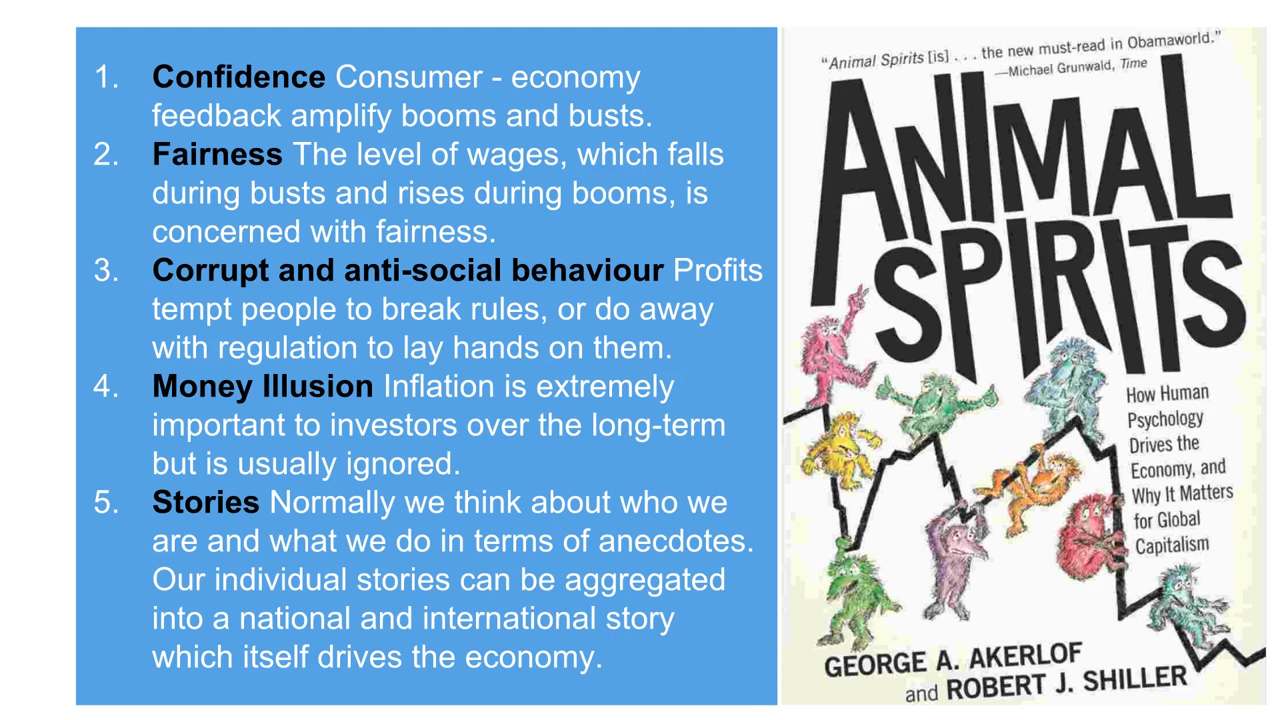 1. Confidence Consumer - economy
feedback amplify booms and busts.
2. Fairness The level of wages, which falls
during busts and rises during booms, is
concerned with fairness.
3. Corrupt and anti-social behaviour Profits
tempt people to break rules, or do away
with regulation to lay hands on them.
4. Money Illusion Inflation is extremely
important to investors over the long-term
but is usually ignored.
5. Stories Normally we think about who we
are and what we do in terms of anecdotes.
Our individual stories can be aggregated
into a national and international story
which itself drives the economy.
“Animal Spirits [is] . . . the new must-read in Obamaworld.”
—Michael Grunwald, Time
ANIMAL
SPIRITS
How Human
Psychology
Drives the
Economy, and
Why It Matters
for Global
Capitalism
GEORGE A. AKERLOF
and ROBERT J. SHILLER